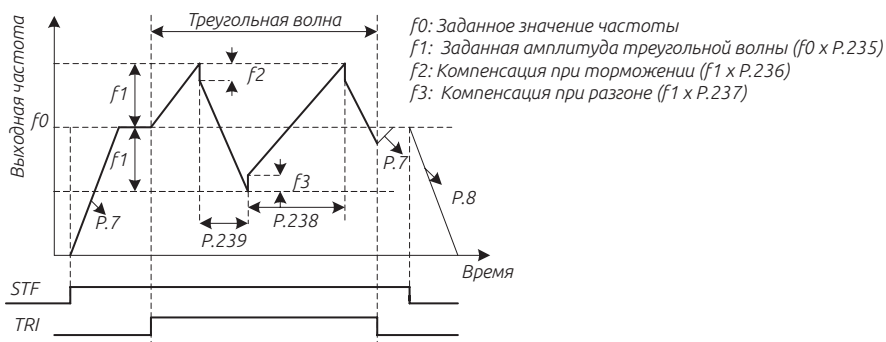 Треугольная волна
f0: Заданное значение частоты
f1: Заданная амплитуда треугольной волны (f0 x P.235)
f2: Компенсация при торможении (f1 x P.236)
f3: Компенсация при разгоне (f1 x P.237)
Выходная частота
f2
f1
f0
f1
f3
P.7
P.7
P.8
P.239
P.238
Время
STF
TRI